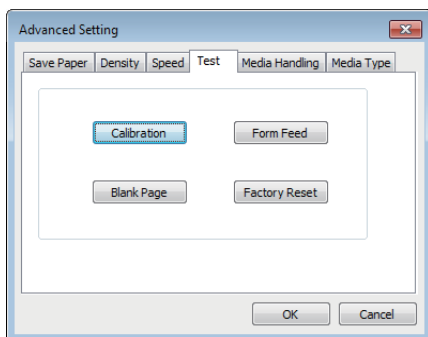 Advanced Setting
Save Paper Density Speed Test Media Handling Media Type
Calibration Form Feed
Blank Page Factory Reset
OK Cancel